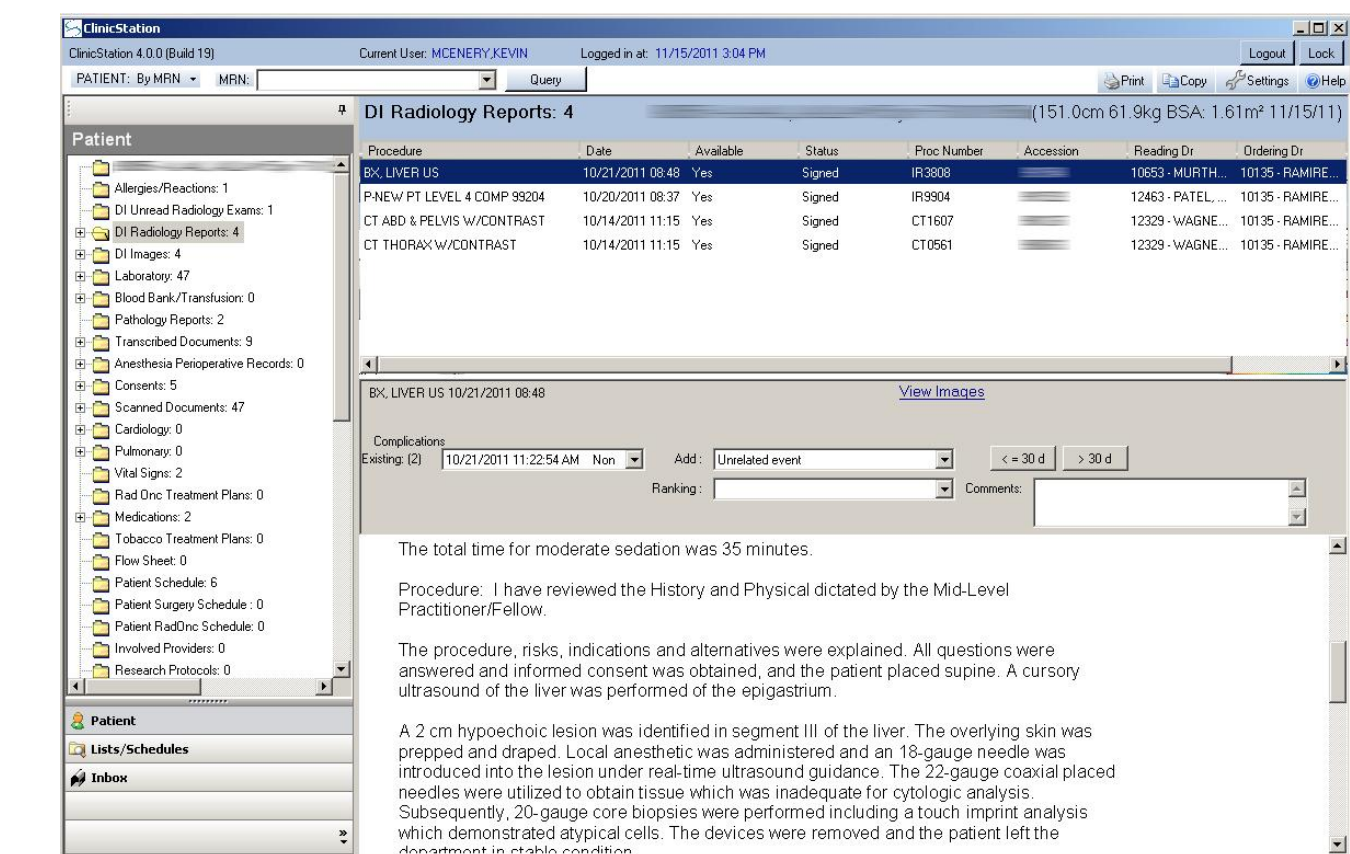 ClinicStation
ClinicStation 4.0.0 (Build 19) Current User: MCENERY,KEVIN Logged in at: 11/15/2011 3:04 PM Logout Lock
PATIENT: By MRN MRN: Query Print Copy Settings Help
DI Radiology Reports: 4 (151.0cm 61.9kg BSA: 1.61m² 11/15/11)
Patient
Procedure Date Available Status Proc Number Accession Reading Dr Ordering Dr
BX, LIVER US 10/21/2011 08:48 Yes Signed IR3808 10653 - MURTH... 10135 - RAMIRE...
P-NEW PT LEVEL 4 COMP 99204 10/20/2011 08:37 Yes Signed IR9904 12463 - PATEL, ... 10135 - RAMIRE...
CT ABD & PELVIS W/CONTRAST 10/14/2011 11:15 Yes Signed CT1607 12329 - WAGNE... 10135 - RAMIRE...
CT THORAX W/CONTRAST 10/14/2011 11:15 Yes Signed CT0561 12329 - WAGNE... 10135 - RAMIRE...
Allergies/Reactions: 1
DI Unread Radiology Exams: 1
DI Radiology Reports: 4
DI Images: 4
Laboratory: 47
Blood Bank/Transfusion: 0
Pathology Reports: 2
Transcribed Documents: 9
Anesthesia Perioperative Records: 0
Consents: 5
Scanned Documents: 47
Cardiology: 0
Pulmonary: 0
Vital Signs: 2
Rad Onc Treatment Plans: 0
Medications: 2
Tobacco Treatment Plans: 0
Flow Sheet: 0
Patient Schedule: 6
Patient Surgery Schedule : 0
Patient RadOnc Schedule: 0
Involved Providers: 0
Research Protocols: 0
Patient
Lists/Schedules
Inbox
BX, LIVER US 10/21/2011 08:48 View Images
Complications
Existing: (2) 10/21/2011 11:22:54 AM Non Add : Unrelated event < = 30 d > 30 d
Ranking : Comments:
The total time for moderate sedation was 35 minutes.
Procedure: I have reviewed the History and Physical dictated by the Mid-Level
Practitioner/Fellow.
The procedure, risks, indications and alternatives were explained. All questions were
answered and informed consent was obtained, and the patient placed supine. A cursory
ultrasound of the liver was performed of the epigastrium.
A 2 cm hypoechoic lesion was identified in segment III of the liver. The overlying skin was
prepped and draped. Local anesthetic was administered and an 18-gauge needle was
introduced into the lesion under real-time ultrasound guidance. The 22-gauge coaxial placed
needles were utilized to obtain tissue which was inadequate for cytologic analysis.
Subsequently, 20-gauge core biopsies were performed including a touch imprint analysis
which demonstrated atypical cells. The devices were removed and the patient left the
department in stable condition